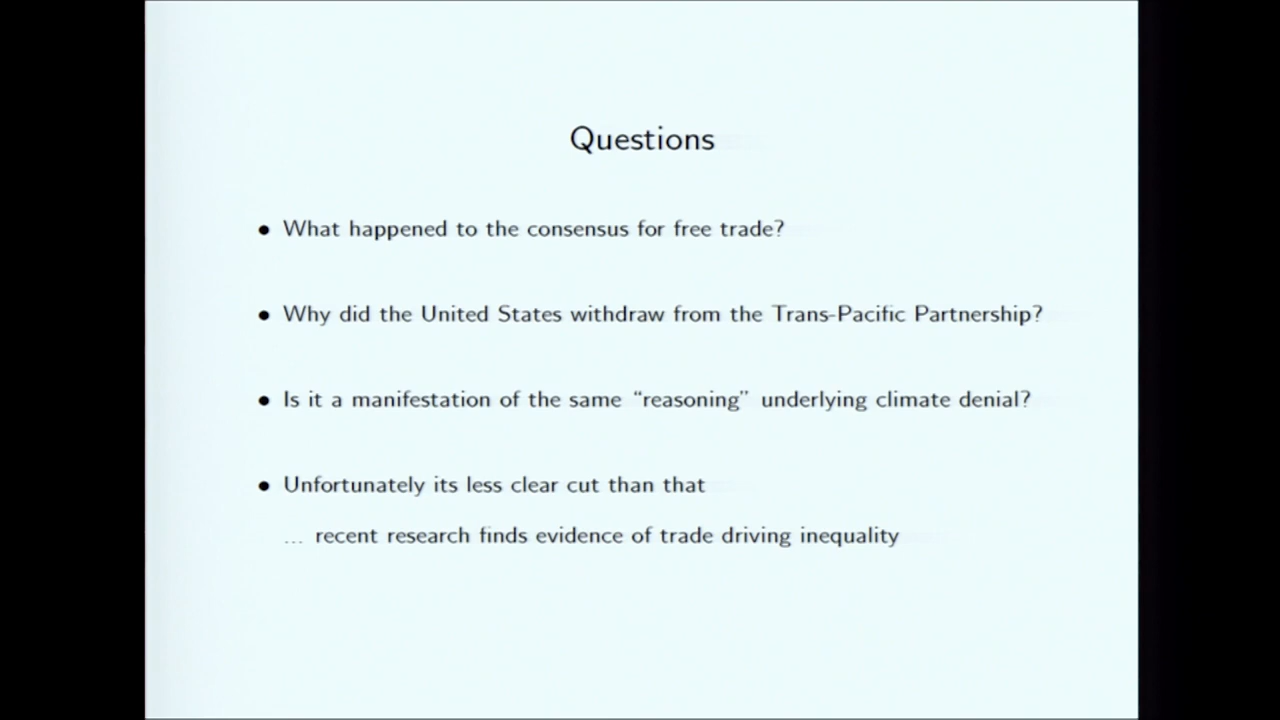 Questions
• What happened to the consensus for free trade?
• Why did the United States withdraw from the Trans-Pacific Partnership?
• Is it a manifestation of the same “reasoning” underlying climate denial?
• Unfortunately its less clear cut than that
... recent research finds evidence of trade driving inequality